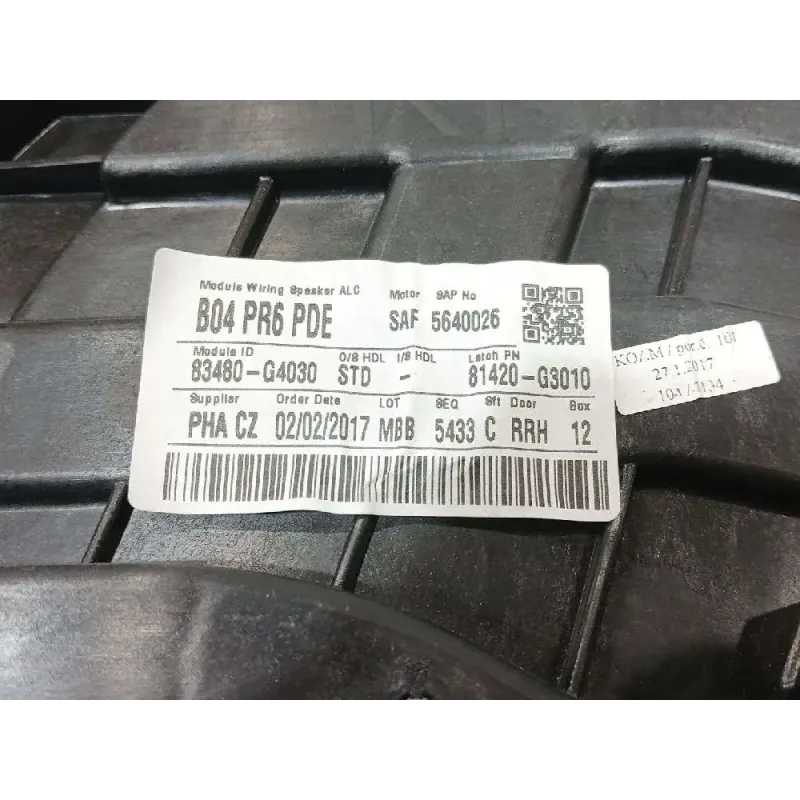 Module Wiring Speaker ALC Motor SAP No
B04 PR6 PDE SAF 5640026
Module ID O/S HDL I/S HDL Latch PN
83480-G4030 STD - 81420-G3010
Supplier Order Date LOT SEQ Sft Door Box
PHA CZ 02/02/2017 MBB 5433 C RRH 12
27.1.2017